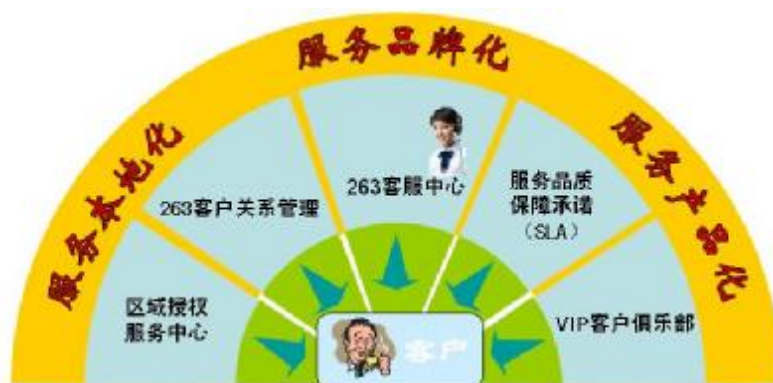 服务品牌化
服务本地化
服务产品化
263客服中心
263客户关系管理
服务品质
保障承诺
（SLA）
区域授权
服务中心
VIP客户俱乐部
客户